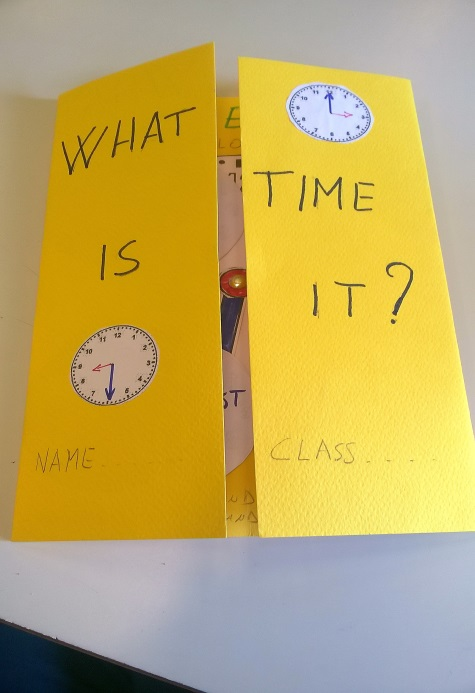 WHAT
IS
NAME........
TIME
IT?
CLASS....